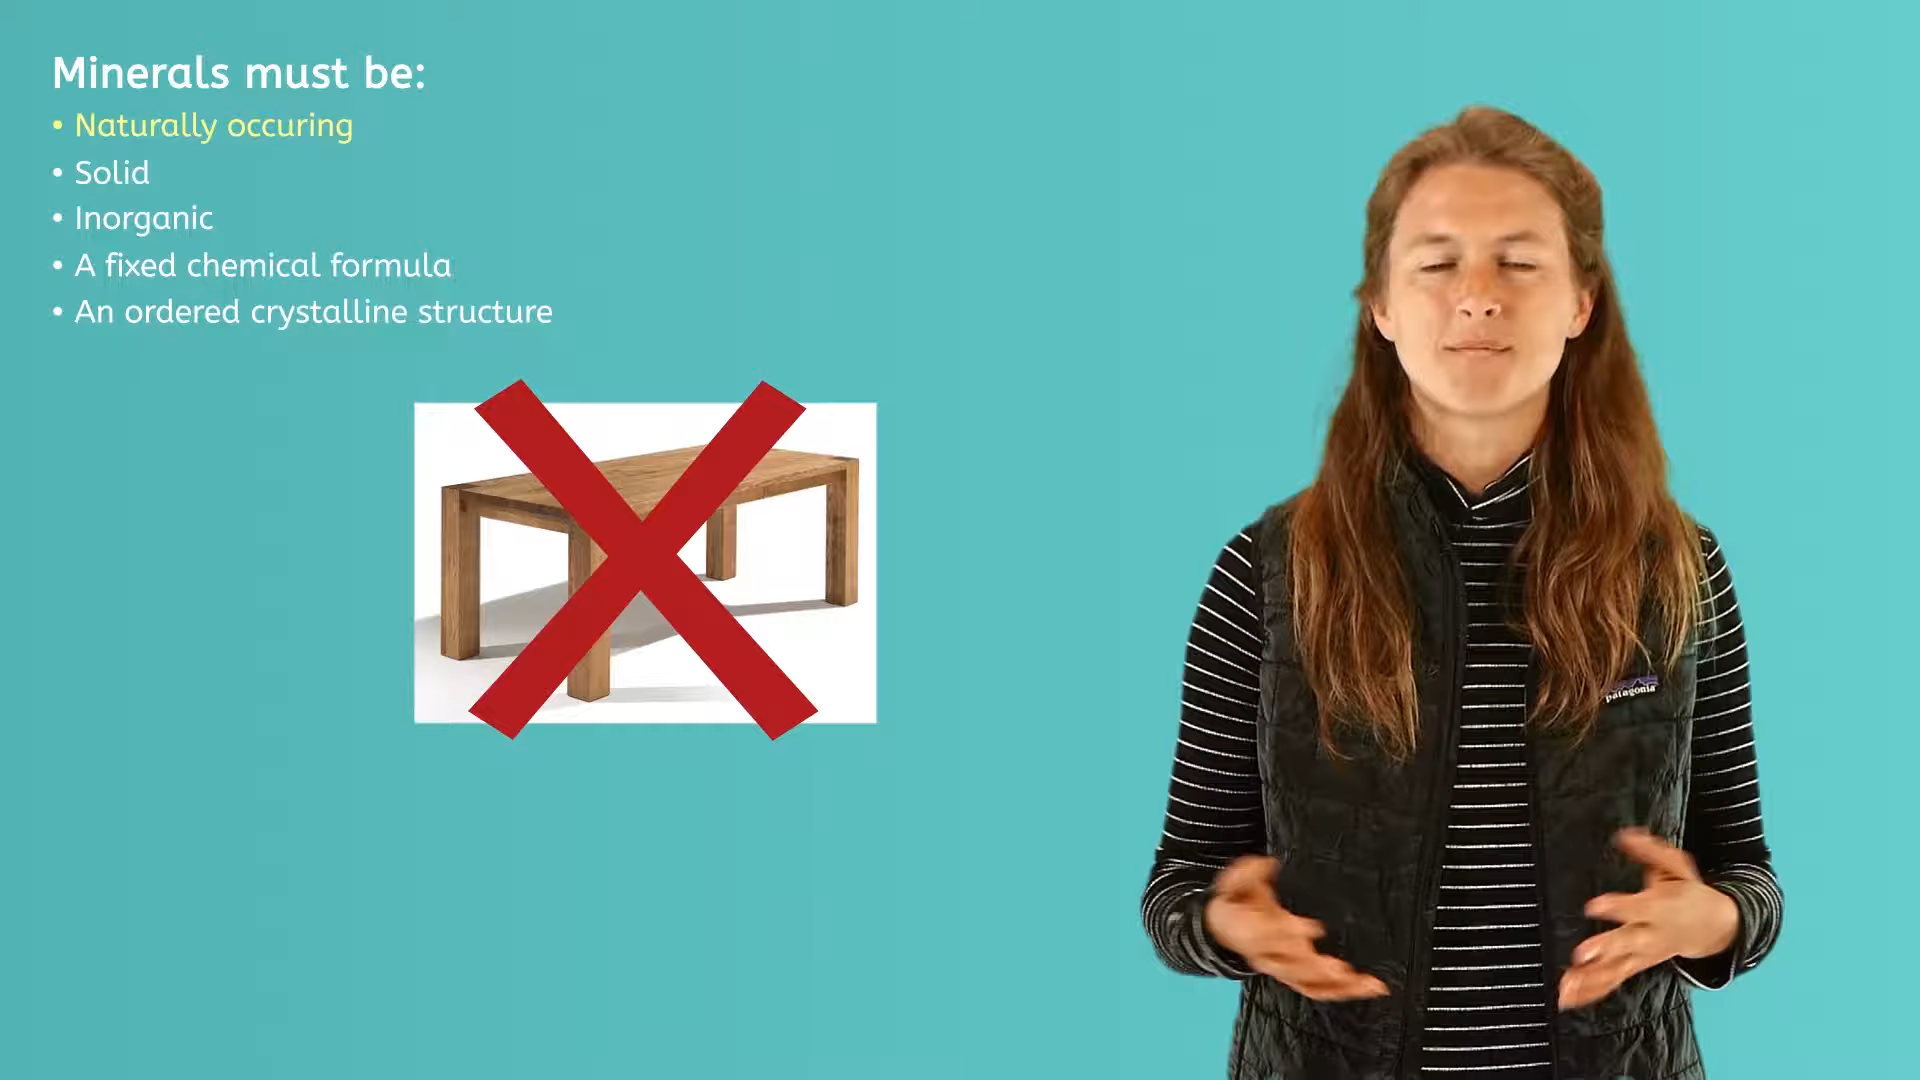 Minerals must be:
• Naturally occuring
• Solid
• Inorganic
• A fixed chemical formula
• An ordered crystalline structure
patagonia